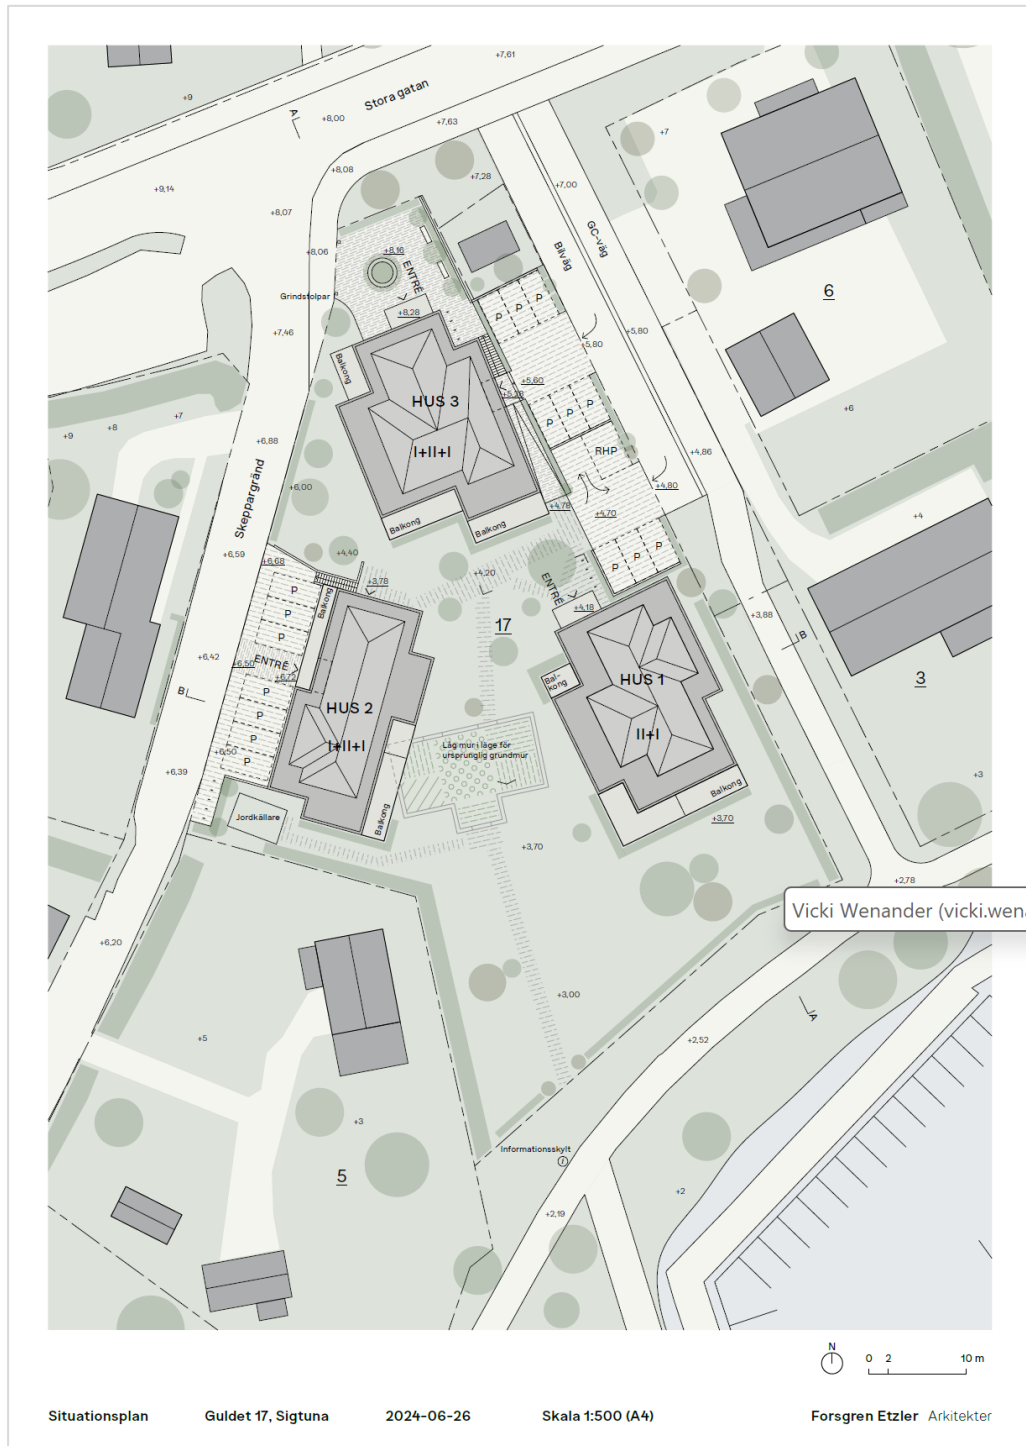 +7,61
Stora gatan
+9
A
+8,00
+7,63
+7
+8,08
+7,28
+7,00
+9,14
+8,07
GC-väg
Bilväg
+8,06
+8,16
ENTRÉ
6
Grindstolpar
+8,28
P P P
+7,46
+5,80
+5,80
Balkong
+5,60
+5,28
HUS 3
P P P
+6
+7
+8
+9
+6,88
I+II+I
RHP
+4,86
Skeppargränd
+6,00
+4,80
+4,78
+4,70
+4
Balkong
Balkong
+6,59
+6,68
+4,40
P P P
+4,20
+3,78
ENTRÉ
P
P
P
Balkong
+4,18
+3,88
17
B
+6,42
+6,50
ENTRÉ
+6,72
Bal-
kong
HUS 1
3
B
P
P
P
P
HUS 2
II+I
I+II+I
+6,50
Låg mur i läge för
ursprunglig grundmur
+6,39
+3
Balkong
Jordkällare
Balkong
+3,70
+3,70
+2,78
Vicki Wenander (vicki.wena
+6,20
+3,00
A
+5
+2,52
+3
Informationsskylt
i
5
+2
+2,19
N
0 2 10 m
Situationsplan Guldet 17, Sigtuna 2024-06-26 Skala 1:500 (A4) Forsgren Etzler Arkitekter